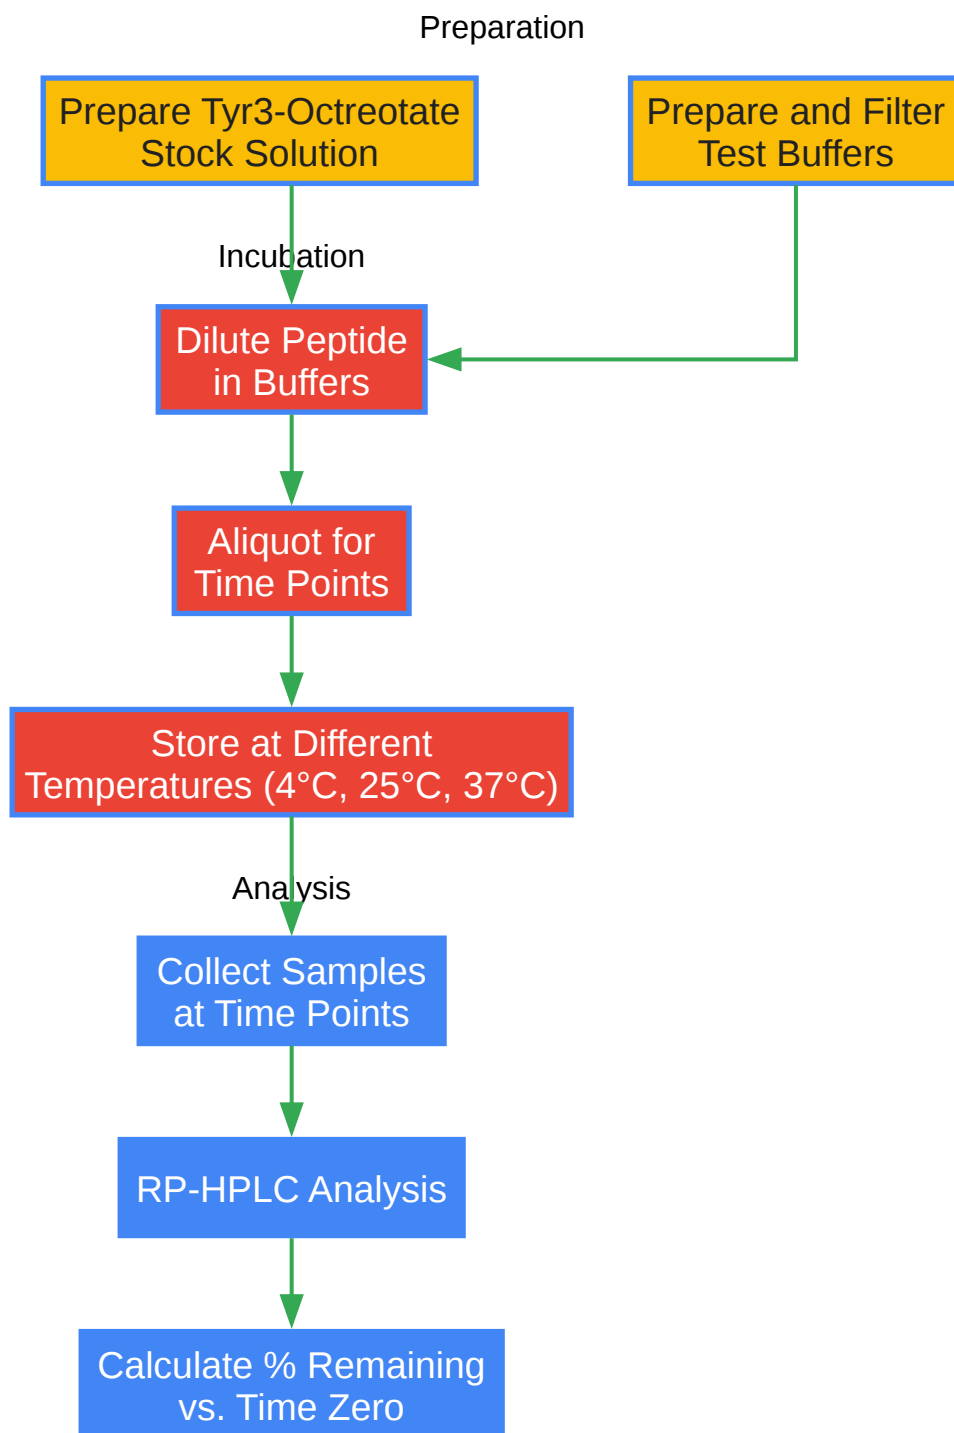 Preparation
Prepare Tyr3-Octreotate
Stock Solution
Prepare and Filter
Test Buffers
Incubation
Dilute Peptide
in Buffers
Aliquot for
Time Points
Store at Different
Temperatures (4°C, 25°C, 37°C)
Analysis
Collect Samples
at Time Points
RP-HPLC Analysis
Calculate % Remaining
vs. Time Zero